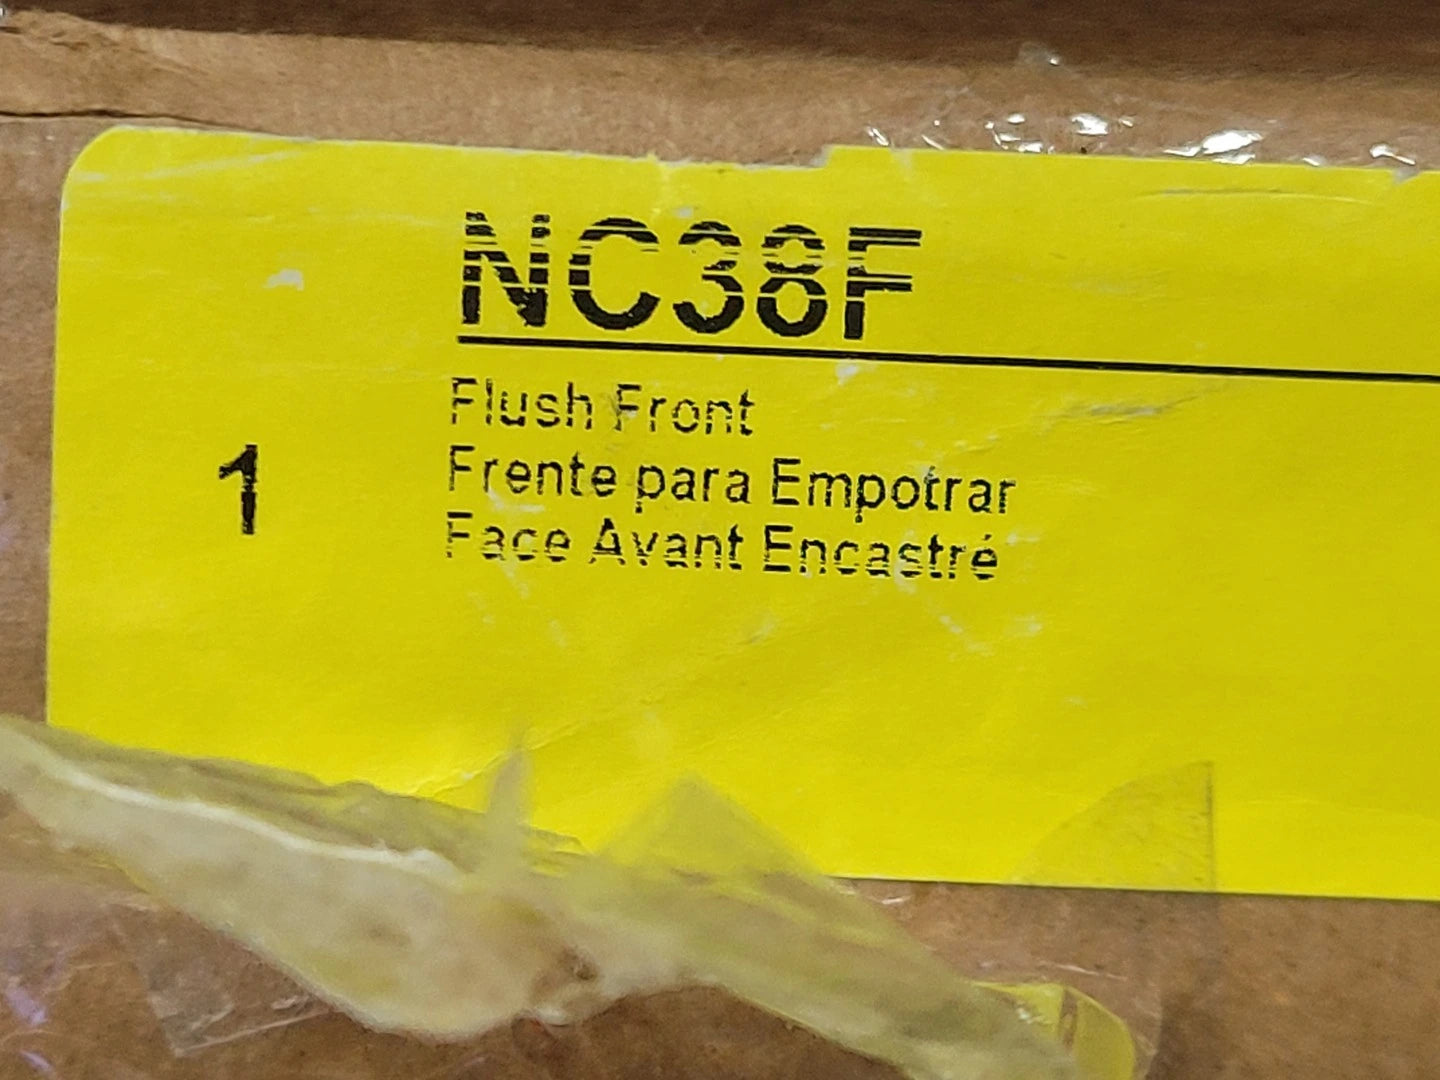 NC38F
Flush Front
1
Frente para Empotrar
Face Avant Encastré